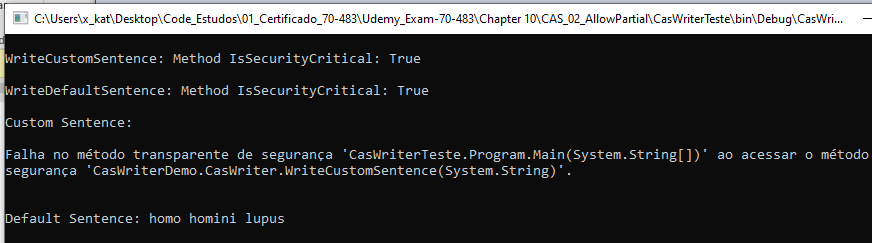 C:\Users\x_kat\Desktop\Code_Estudos\01_Certificado_70-483\Udemy_Exam-70-483\Chapter 10\CAS_02_AllowPartial\CasWriterTeste\bin\Debug\CasWri...
WriteCustomSentence: Method IsSecurityCritical: True
WriteDefaultSentence: Method IsSecurityCritical: True
Custom Sentence:
Falha no método transparente de segurança 'CasWriterTeste.Program.Main(System.String[])' ao acessar o método
segurança 'CasWriterDemo.CasWriter.WriteCustomSentence(System.String)'.
Default Sentence: homo homini lupus